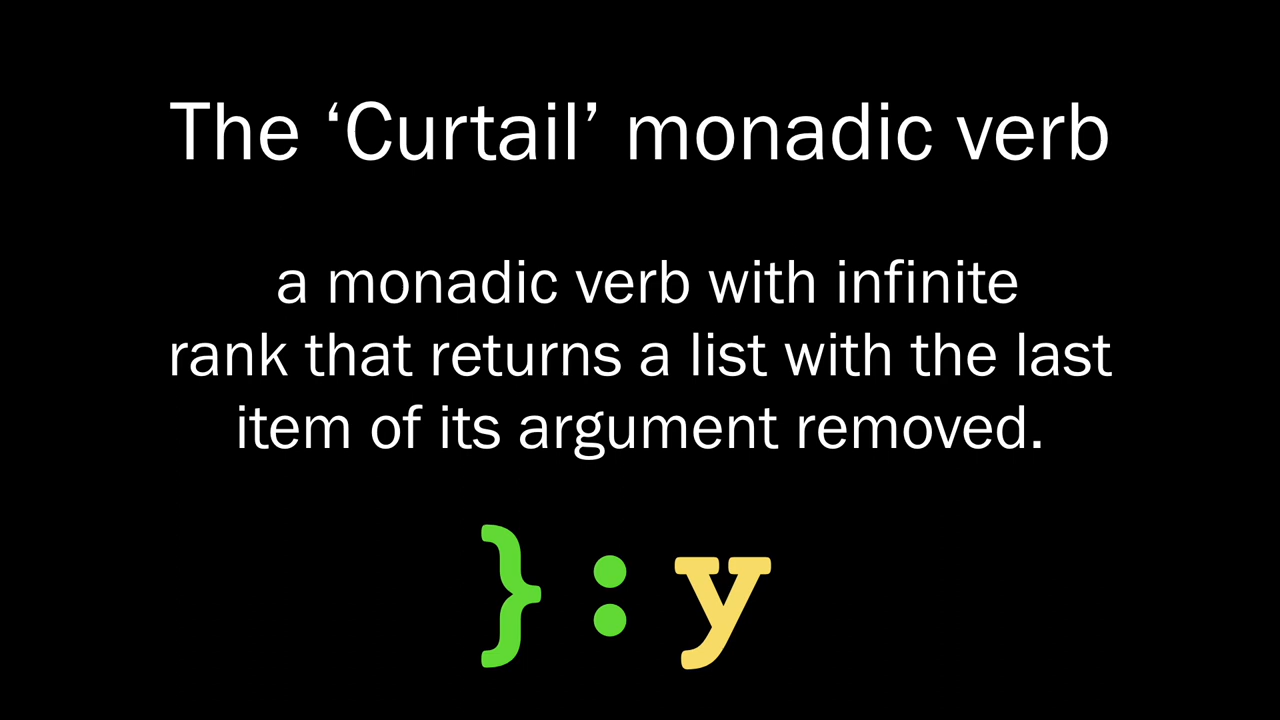 The ‘Curtail’ monadic verb
a monadic verb with infinite
rank that returns a list with the last
item of its argument removed.
}:y